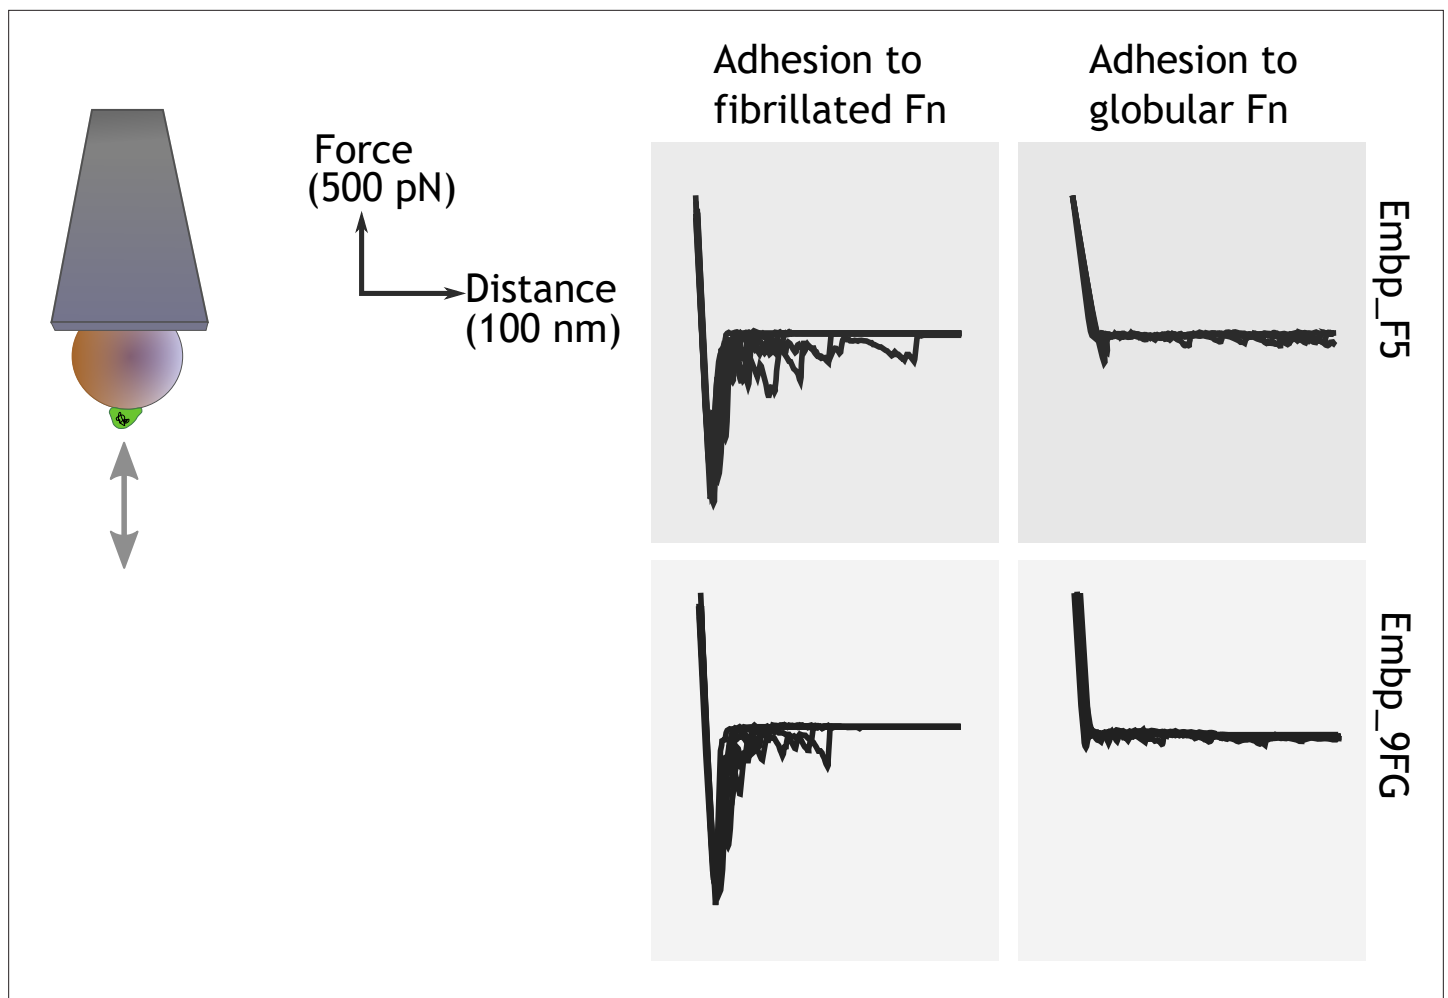 Adhesion to
fibrillated Fn
Adhesion to
globular Fn
Force
(500 pN)
Distance
(100 nm)
Embp_F5
Embp_9FG